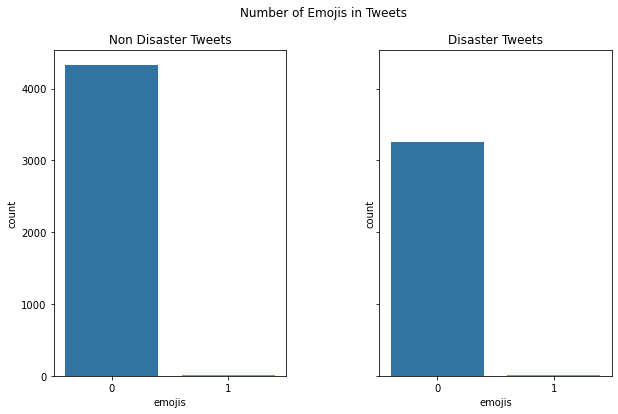 Number of Emojis in Tweets
Non Disaster Tweets
Disaster Tweets
4000
3000
2000
1000
0
count
count
0
1
0
1
emojis
emojis